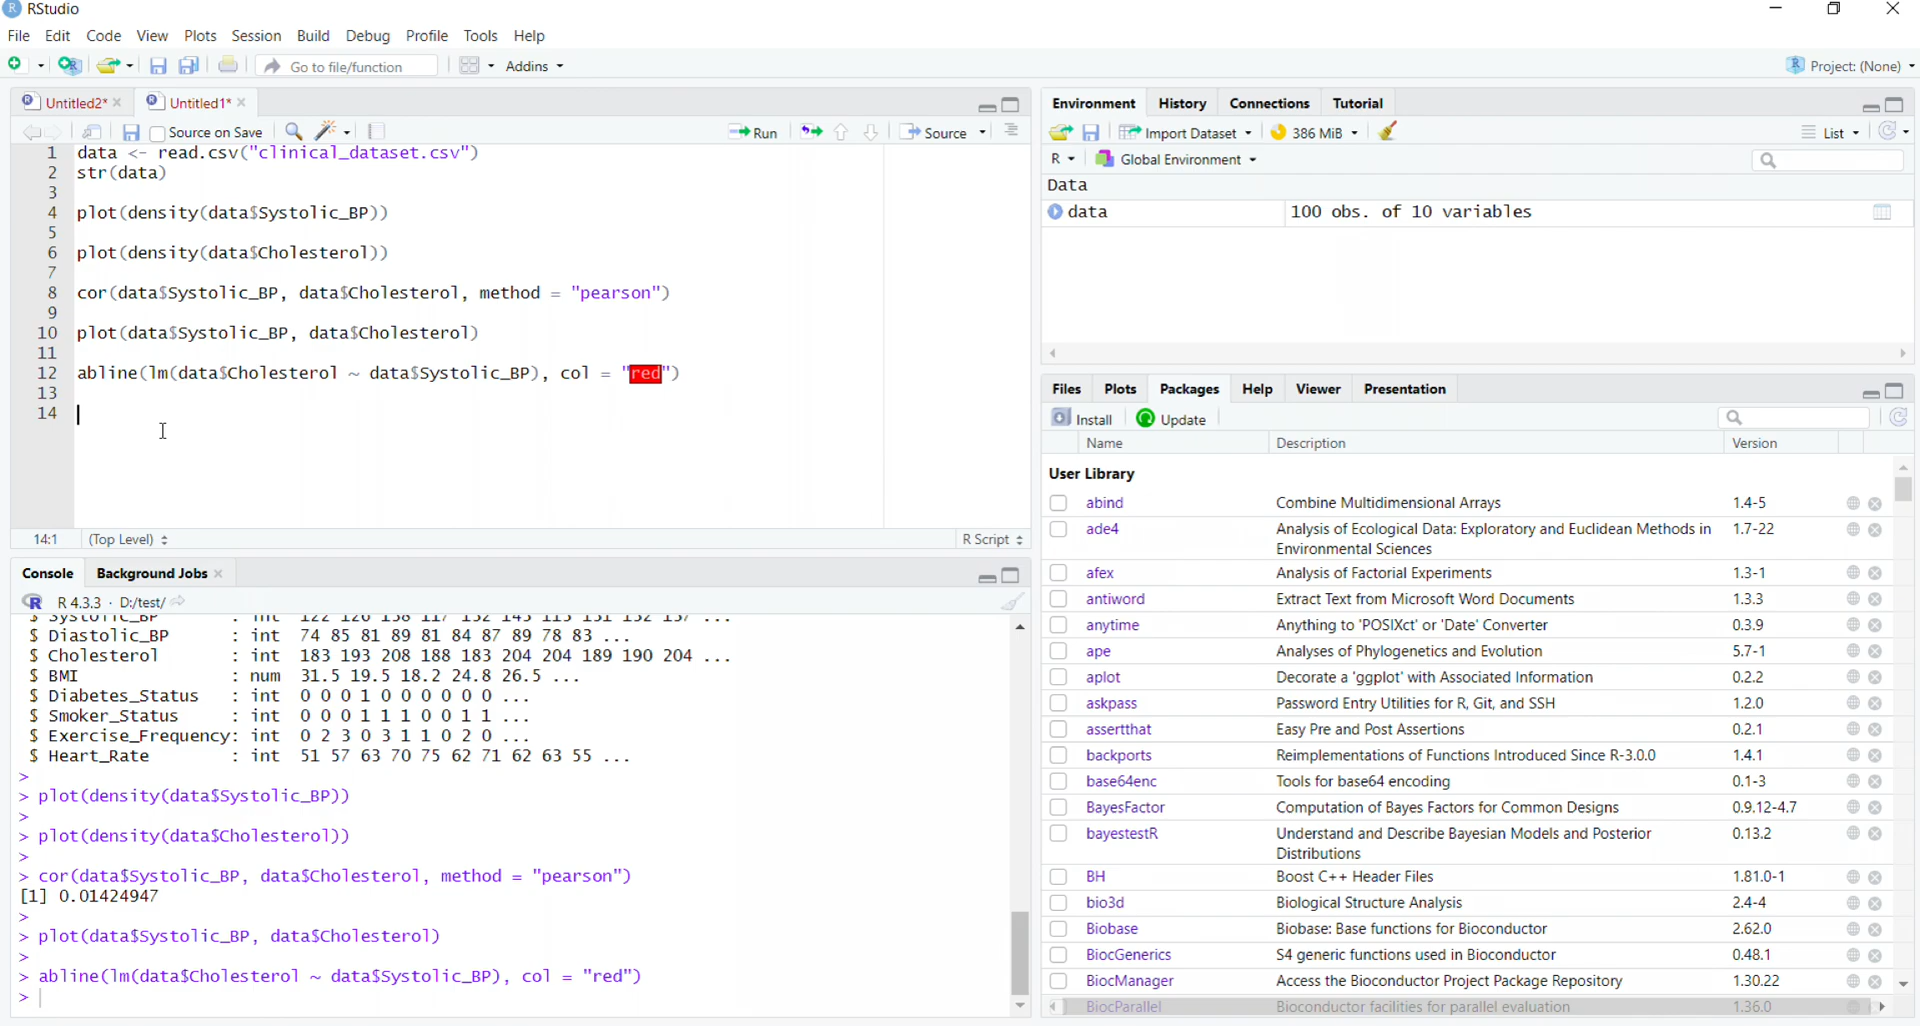 RStudio
File Edit Code View Plots Session Build Debug Profile Tools Help
Go to file/function Addins Project: (None)
Untitled2* Untitled1*
Source on Save Run Source
1 data <- read.csv("clinical_dataset.csv")
2 str(data)
3
4 plot(density(data$Systolic_BP))
5
6 plot(density(data$Cholesterol))
7
8 cor(data$Systolic_BP, data$Cholesterol, method = "pearson")
9
10 plot(data$Systolic_BP, data$Cholesterol)
11
12 abline(lm(data$Cholesterol ~ data$Systolic_BP), col = "red")
13
14
14:1 (Top Level) R Script
Console Background Jobs
R 4.3.3 · D:/test/
$ Diastolic_BP : int 74 85 81 89 81 84 87 89 78 83 ...
$ Cholesterol : int 183 193 208 188 183 204 204 189 190 204 ...
$ BMI : num 31.5 19.5 18.2 24.8 26.5 ...
$ Diabetes_Status : int 0 0 0 1 0 0 0 0 0 0 ...
$ Smoker_Status : int 0 0 0 1 1 1 0 0 1 1 ...
$ Exercise_Frequency: int 0 2 3 0 3 1 1 0 2 0 ...
$ Heart_Rate : int 51 57 63 70 75 62 71 62 63 55 ...
>
> plot(density(data$Systolic_BP))
>
> plot(density(data$Cholesterol))
>
> cor(data$Systolic_BP, data$Cholesterol, method = "pearson")
[1] 0.01424947
>
> plot(data$Systolic_BP, data$Cholesterol)
>
> abline(lm(data$Cholesterol ~ data$Systolic_BP), col = "red")
>
Environment History Connections Tutorial
Import Dataset 386 MiB List
R Global Environment
Data
data 100 obs. of 10 variables
Files Plots Packages Help Viewer Presentation
Install Update
Name Description Version
User Library
abind Combine Multidimensional Arrays 1.4-5
ade4 Analysis of Ecological Data: Exploratory and Euclidean Methods in 1.7-22
Environmental Sciences
afex Analysis of Factorial Experiments 1.3-1
antiword Extract Text from Microsoft Word Documents 1.3.3
anytime Anything to 'POSIXct' or 'Date' Converter 0.3.9
ape Analyses of Phylogenetics and Evolution 5.7-1
aplot Decorate a 'ggplot' with Associated Information 0.2.2
askpass Password Entry Utilities for R, Git, and SSH 1.2.0
assertthat Easy Pre and Post Assertions 0.2.1
backports Reimplementations of Functions Introduced Since R-3.0.0 1.4.1
base64enc Tools for base64 encoding 0.1-3
BayesFactor Computation of Bayes Factors for Common Designs 0.9.12-4.7
bayestestR Understand and Describe Bayesian Models and Posterior 0.13.2
Distributions
BH Boost C++ Header Files 1.81.0-1
bio3d Biological Structure Analysis 2.4-4
Biobase Biobase: Base functions for Bioconductor 2.62.0
BiocGenerics S4 generic functions used in Bioconductor 0.48.1
BiocManager Access the Bioconductor Project Package Repository 1.30.22
BiocParallel Bioconductor facilities for parallel evaluation 1.36.0